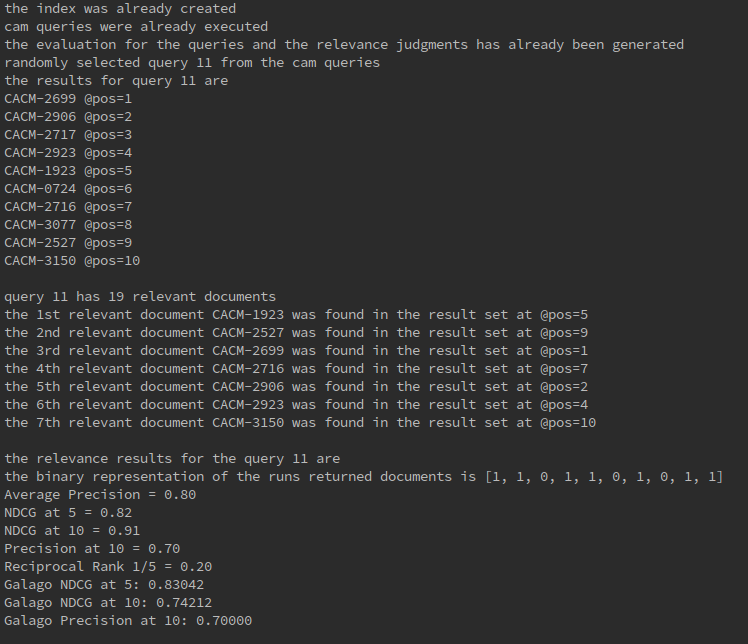 the index was already created
cam queries were already executed
the evaluation for the queries and the relevance judgments has already been generated
randomly selected query 11 from the cam queries
the results for query 11 are
CACM-2699 @pos=1
CACM-2906 @pos=2
CACM-2717 @pos=3
CACM-2923 @pos=4
CACM-1923 @pos=5
CACM-0724 @pos=6
CACM-2716 @pos=7
CACM-3077 @pos=8
CACM-2527 @pos=9
CACM-3150 @pos=10
query 11 has 19 relevant documents
the 1st relevant document CACM-1923 was found in the result set at @pos=5
the 2nd relevant document CACM-2527 was found in the result set at @pos=9
the 3rd relevant document CACM-2699 was found in the result set at @pos=1
the 4th relevant document CACM-2716 was found in the result set at @pos=7
the 5th relevant document CACM-2906 was found in the result set at @pos=2
the 6th relevant document CACM-2923 was found in the result set at @pos=4
the 7th relevant document CACM-3150 was found in the result set at @pos=10
the relevance results for the query 11 are
the binary representation of the runs returned documents is [1, 1, 0, 1, 1, 0, 1, 0, 1, 1]
Average Precision = 0.80
NDCG at 5 = 0.82
NDCG at 10 = 0.91
Precision at 10 = 0.70
Reciprocal Rank 1/5 = 0.20
Galago NDCG at 5: 0.83042
Galago NDCG at 10: 0.74212
Galago Precision at 10: 0.70000